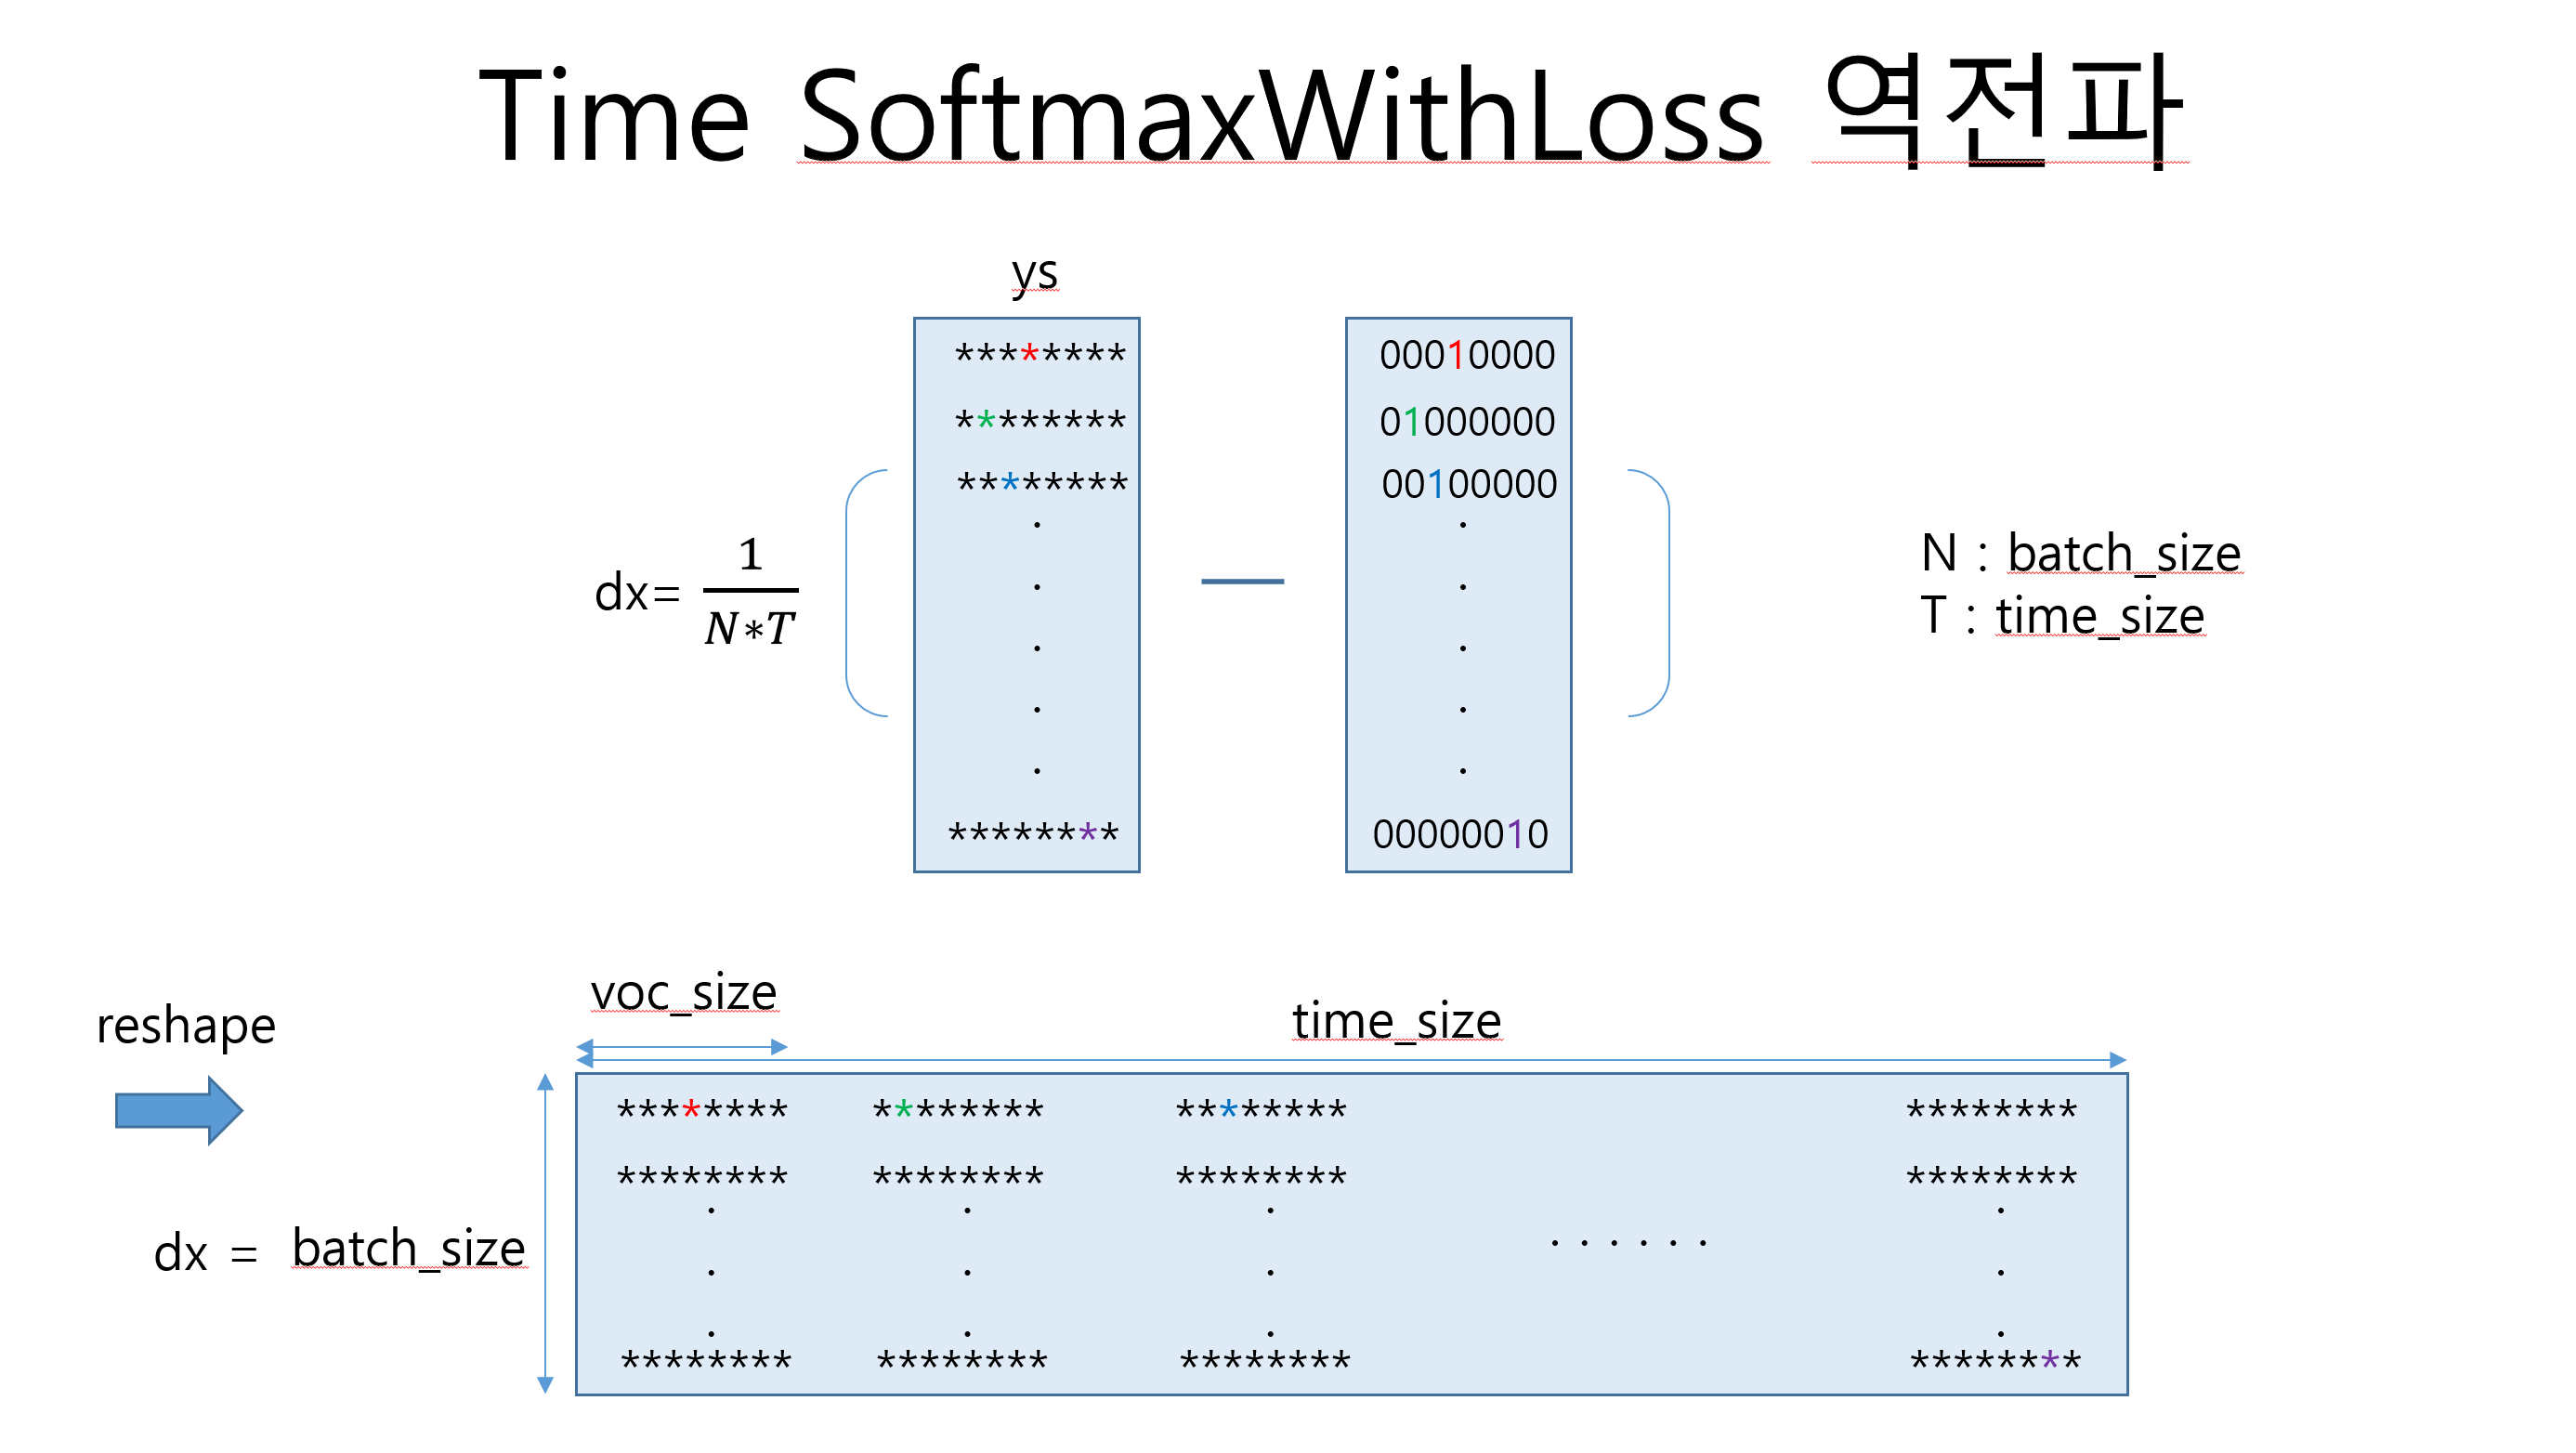 Time SoftmaxWithLoss 역전파
ys
********
00010000
********
01000000
********
00100000
.
.
.
.
.
.
.
.
.
.
dx= 1/N*T
—
N : batch_size
T : time_size
********
00000010
voc_size
time_size
reshape
******** ******** ******** ********
******** ******** ******** ********
. . . .
. . . . . .
. . . .
. . . .
dx = batch_size
******** ******** ******** ********